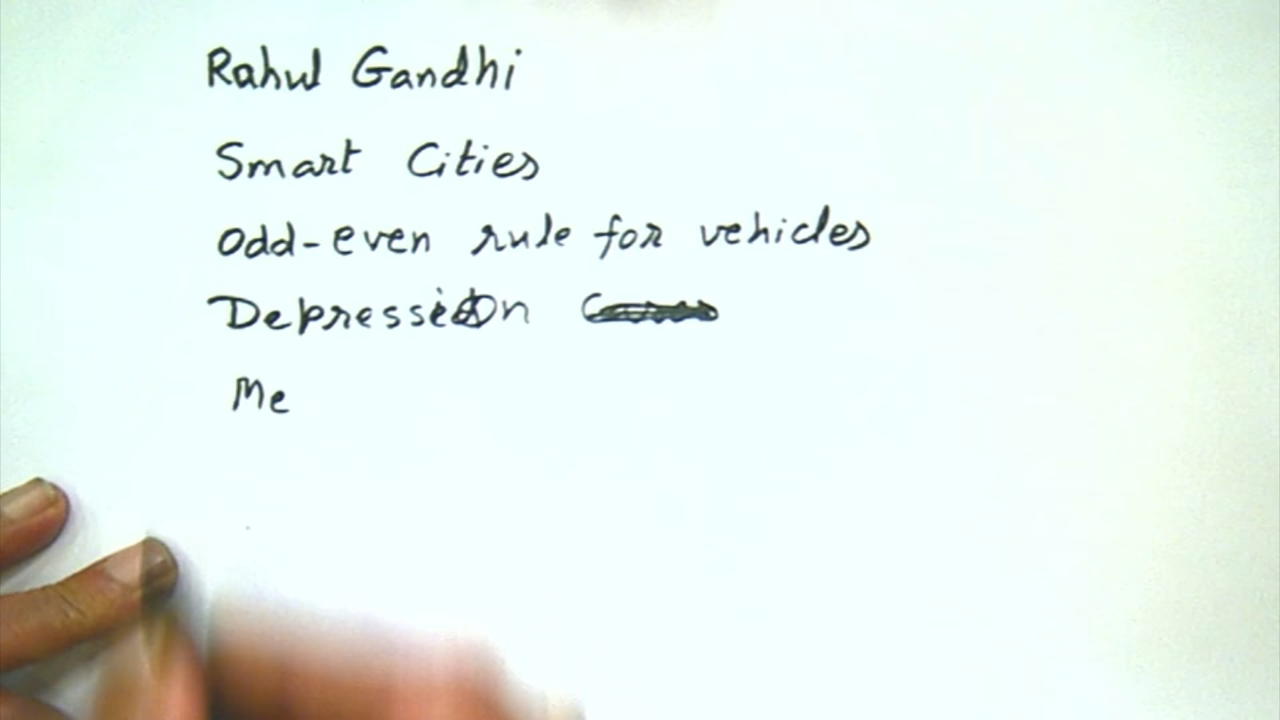 Rahul Gandhi
Smart Cities
Odd-even rule for vehicles
Depression
Me